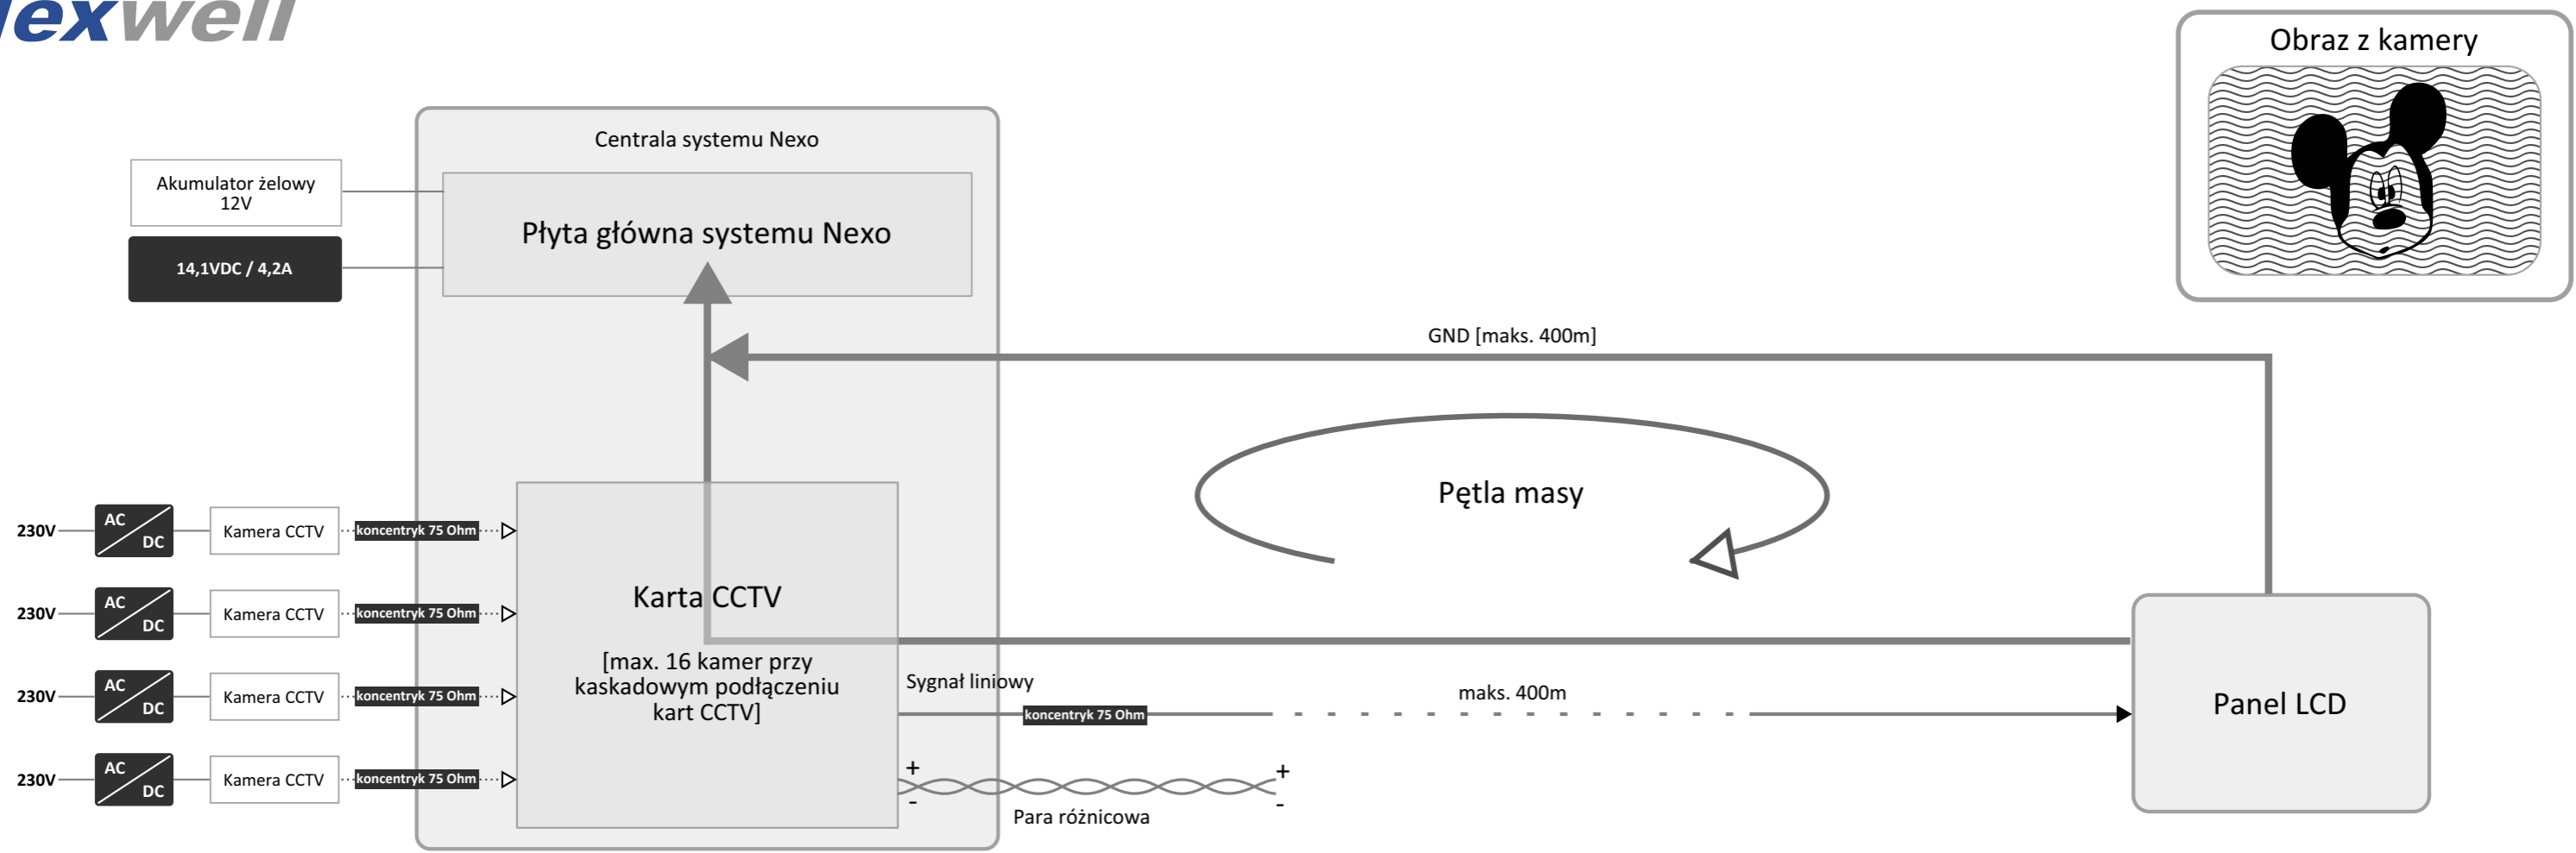 exwell
Obraz z kamery
Centrala systemu Nexo
Akumulator żelowy
12V
Płyta główna systemu Nexo
14,1VDC / 4,2A
GND [maks. 400m]
Pętla masy
230V AC DC Kamera CCTV koncentryk 75 Ohm
230V AC DC Kamera CCTV koncentryk 75 Ohm
230V AC DC Kamera CCTV koncentryk 75 Ohm
230V AC DC Kamera CCTV koncentryk 75 Ohm
Karta CCTV
[max. 16 kamer przy
kaskadowym podłączeniu
kart CCTV]
Sygnał liniowy
koncentryk 75 Ohm
maks. 400m
Panel LCD
+ +
- -
Para różnicowa